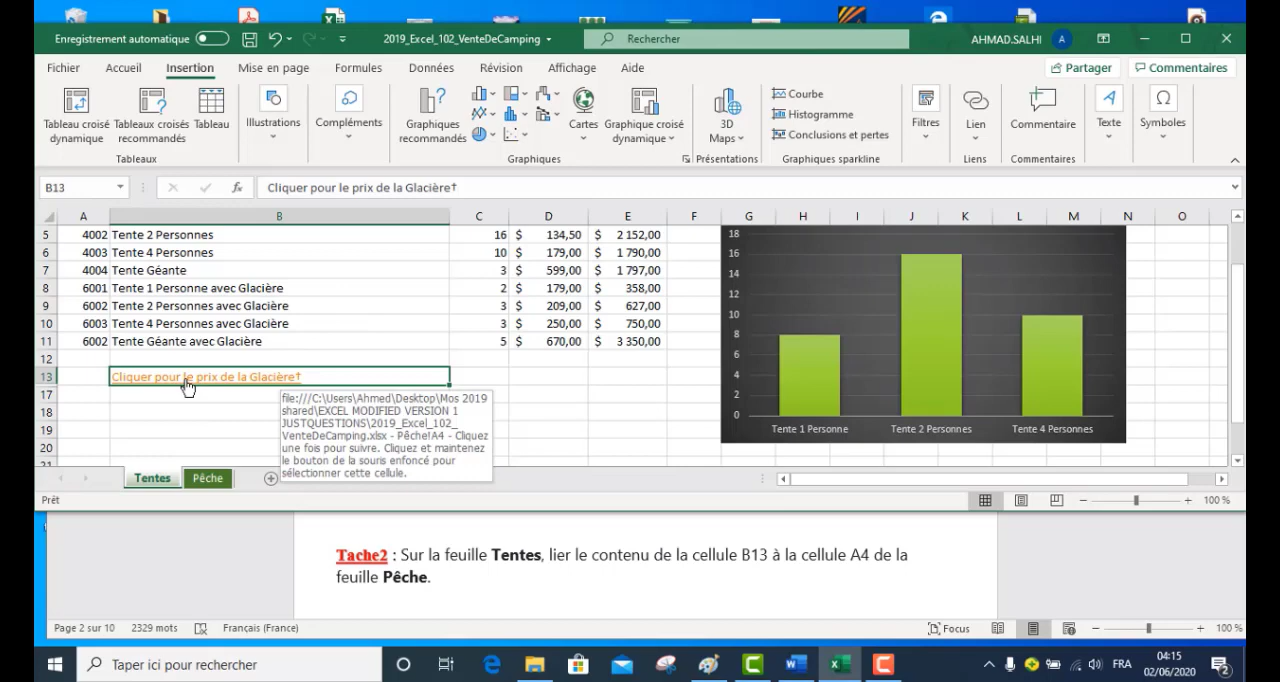 Enregistrement automatique
2019_Excel_102_VenteDeCamping
Rechercher
AHMAD.SALHI
A
Fichier Accueil Insertion Mise en page Formules Données Révision Affichage Aide
Partager
Commentaires
Tableau croisé dynamique
Tableaux croisés recommandés
Tableau
Illustrations
Compléments
Graphiques recommandés
Cartes
Graphique croisé dynamique
3D Maps
Courbe
Histogramme
Conclusions et pertes
Filtres
Lien
Commentaire
Texte
Symboles
Tableaux
Graphiques
Présentations
Graphiques sparkline
Liens
Commentaires
B13
fx
Cliquer pour le prix de la Glacière†
A B C D E F G H I J K L M N O
5 4002 Tente 2 Personnes 16 $ 134,50 $ 2 152,00
6 4003 Tente 4 Personnes 10 $ 179,00 $ 1 790,00
7 4004 Tente Géante 3 $ 599,00 $ 1 797,00
8 6001 Tente 1 Personne avec Glacière 2 $ 179,00 $ 358,00
9 6002 Tente 2 Personnes avec Glacière 3 $ 209,00 $ 627,00
10 6003 Tente 4 Personnes avec Glacière 3 $ 250,00 $ 750,00
11 6002 Tente Géante avec Glacière 5 $ 670,00 $ 3 350,00
12
13 Cliquer pour le prix de la Glacière†
17
18
19
20
21
file:///C:\Users\Ahmed\Desktop\Mos 2019
shared\EXCEL MODIFIED VERSION 1
JUSTQUESTIONS\2019_Excel_102_
VenteDeCamping.xlsx - Pêche!A4 - Cliquez
une fois pour suivre. Cliquez et maintenez
le bouton de la souris enfoncé pour
sélectionner cette cellule.
18
16
14
12
10
8
6
4
2
0
Tente 1 Personne Tente 2 Personnes Tente 4 Personnes
Tentes Pêche
Prêt
100 %
Tache2 : Sur la feuille Tentes, lier le contenu de la cellule B13 à la cellule A4 de la
feuille Pêche.
Page 2 sur 10 2329 mots Français (France)
Focus
100 %
Taper ici pour rechercher
FRA
04:15
02/06/2020
2